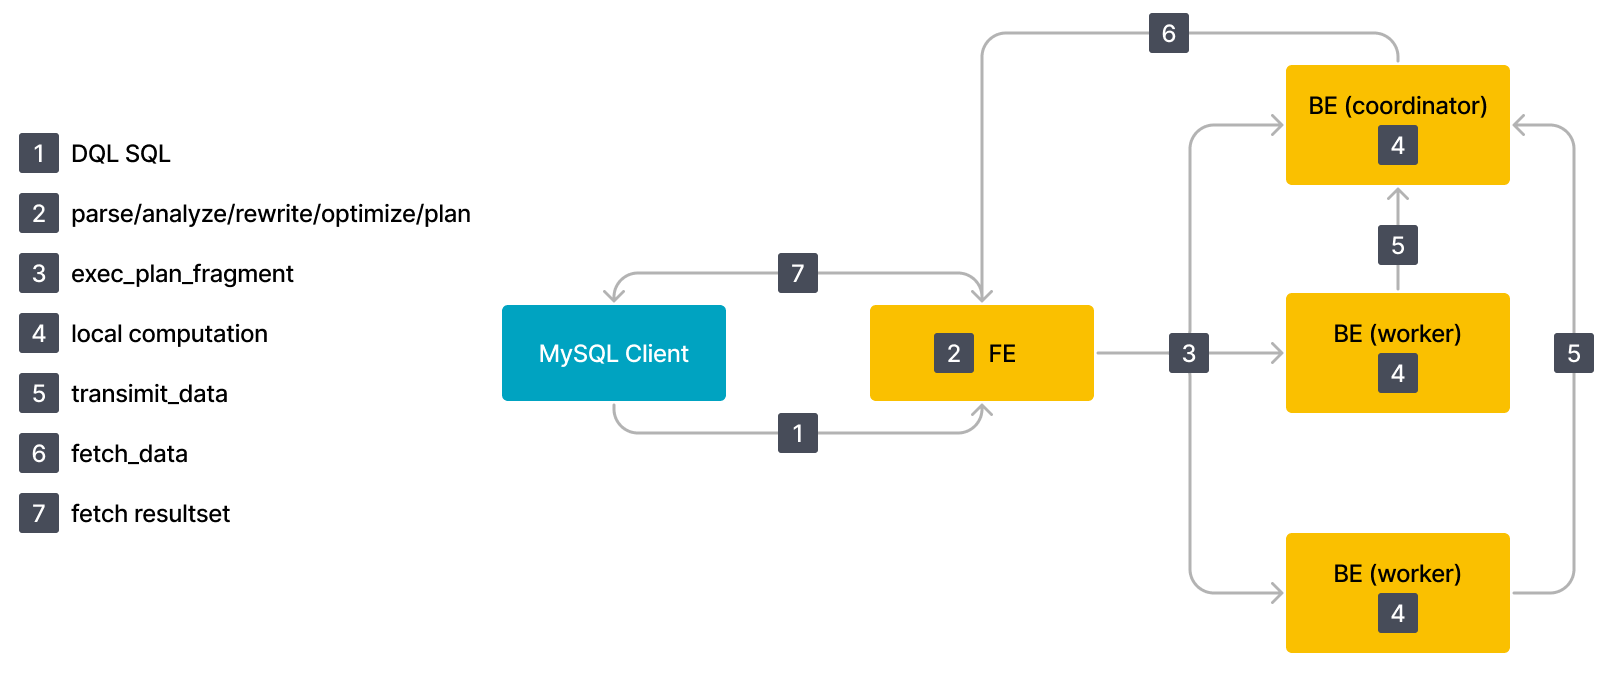 1 DQL SQL
2 parse/analyze/rewrite/optimize/plan
3 exec_plan_fragment
4 local computation
5 transimit_data
6 fetch_data
7 fetch resultset
6
BE (coordinator)
4
5
7
MySQL Client
2 FE
3
BE (worker)
4
5
1
BE (worker)
4